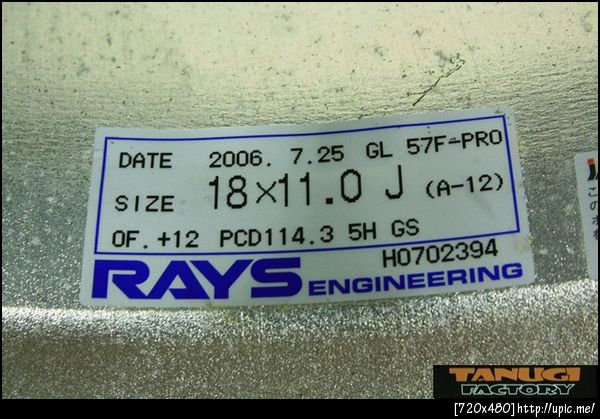 DATE 2006. 7.25 GL 57F-PRO
SIZE 18×11.0 J (A-12)
OF.+12 PCD114.3 5H GS
H0702394
RAYS ENGINEERING
TANUGI
FACTORY
[720x480]http://upic.me/